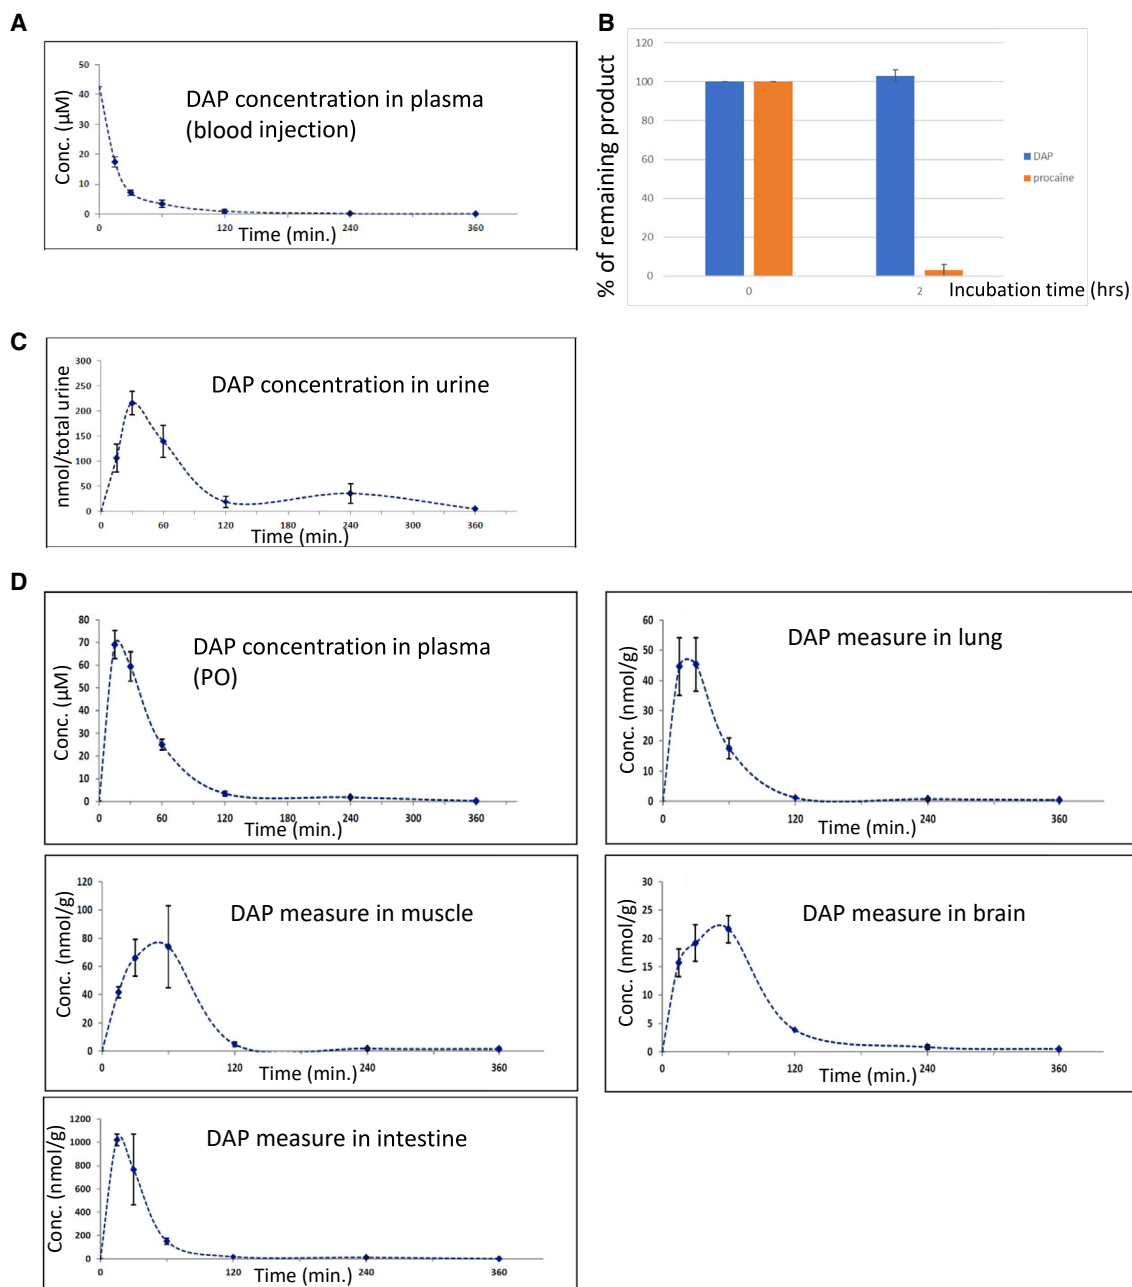 A
50
40
30
20
10
0
Conc. (µM)
DAP concentration in plasma
(blood injection)
0
120
240
360
Time (min.)
B
120
100
80
60
40
20
0
% of remaining product
DAP
procaïne
0
2
Incubation time (hrs)
C
300
250
200
150
100
50
0
nmol/total urine
DAP concentration in urine
0
60
120
180
240
300
360
Time (min.)
D
80
70
60
50
40
30
20
10
0
Conc. (µM)
DAP concentration in plasma
(PO)
0
60
120
240
360
Time (min.)
60
50
40
30
20
10
0
Conc. (nmol/g)
DAP measure in lung
0
120
240
360
Time (min.)
120
100
80
60
40
20
0
Conc. (nmol/g)
DAP measure in muscle
0
120
240
360
Time (min.)
30
25
20
15
10
5
0
Conc. (nmol/g)
DAP measure in brain
0
120
240
360
Time (min.)
1200
1000
800
600
400
200
0
Conc. (nmol/g)
DAP measure in intestine
0
120
240
360
Time (min.)